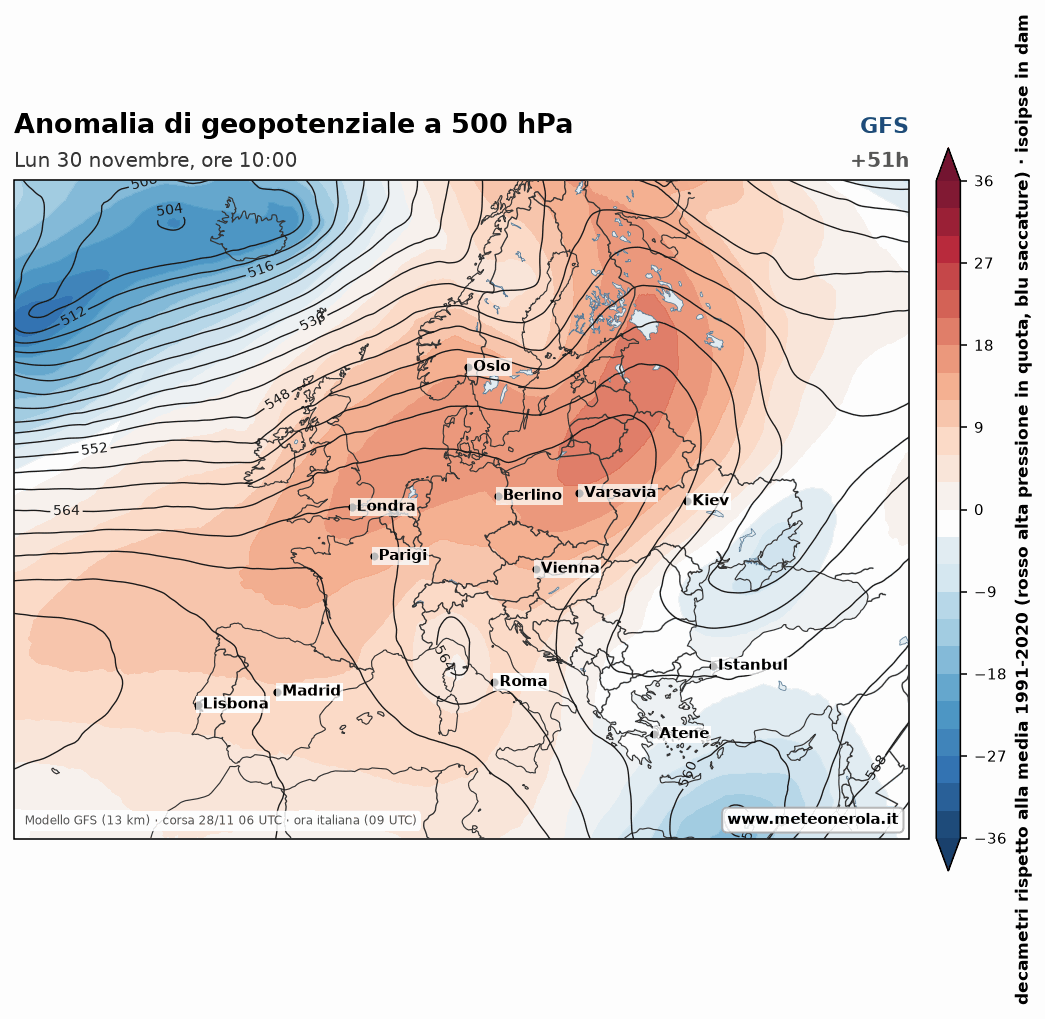 Anomalia di geopotenziale a 500 hPa
GFS
Lun 30 novembre, ore 10:00
+51h
504
516
512
536
548
552
564
564
560
568
Oslo
Berlino
Varsavia
Kiev
Londra
Parigi
Vienna
Istanbul
Roma
Madrid
Lisbona
Atene
Modello GFS (13 km) · corsa 28/11 06 UTC · ora italiana (09 UTC)
www.meteonerola.it
36
27
18
9
0
−9
−18
−27
−36
decametri rispetto alla media 1991-2020 (rosso alta pressione in quota, blu saccature) · isoipse in dam